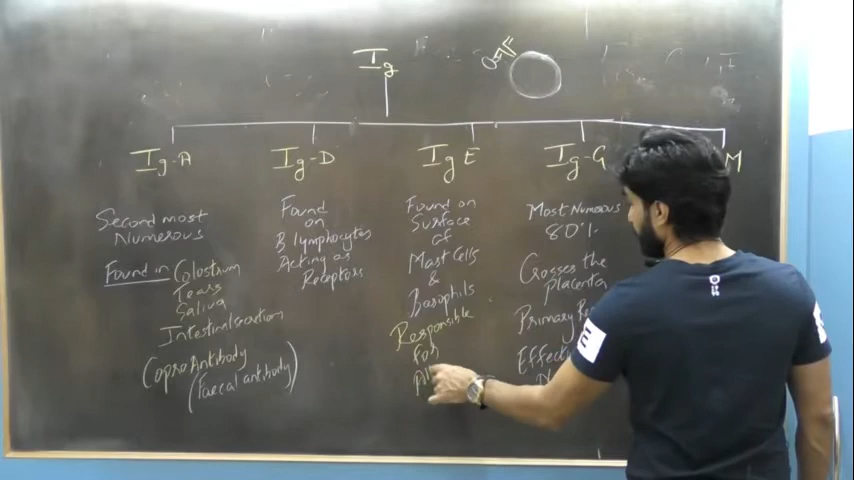 Ig
Ig-A
Second most
Numerous
Found in Colostrum
Tears
Saliva
Intestinal secretion
(Copro Antibody
(Faecal antibody))
Ig-D
Found
on
B lymphocytes
Acting as
Receptors
Ig E
Found on
Surface
of
Mast Cells
&
Basophils
Responsible
for
Ig-G
Most Numerous
80%
Crosses the
Placenta
Primary
M
E